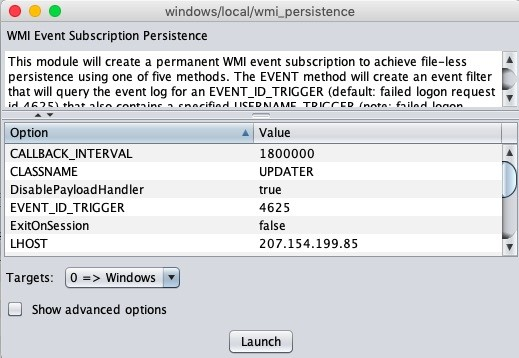 windows/local/wmi_persistence
WMI Event Subscription Persistence
This module will create a permanent WMI event subscription to achieve file-less
persistence using one of five methods. The EVENT method will create an event filter
that will query the event log for an EVENT_ID_TRIGGER (default: failed logon request
id 4625) that also contains a specified USERNAME_TRIGGER (note: failed logon
Option Value
CALLBACK_INTERVAL 1800000
CLASSNAME UPDATER
DisablePayloadHandler true
EVENT_ID_TRIGGER 4625
ExitOnSession false
LHOST 207.154.199.85
Targets: 0 => Windows
Show advanced options
Launch